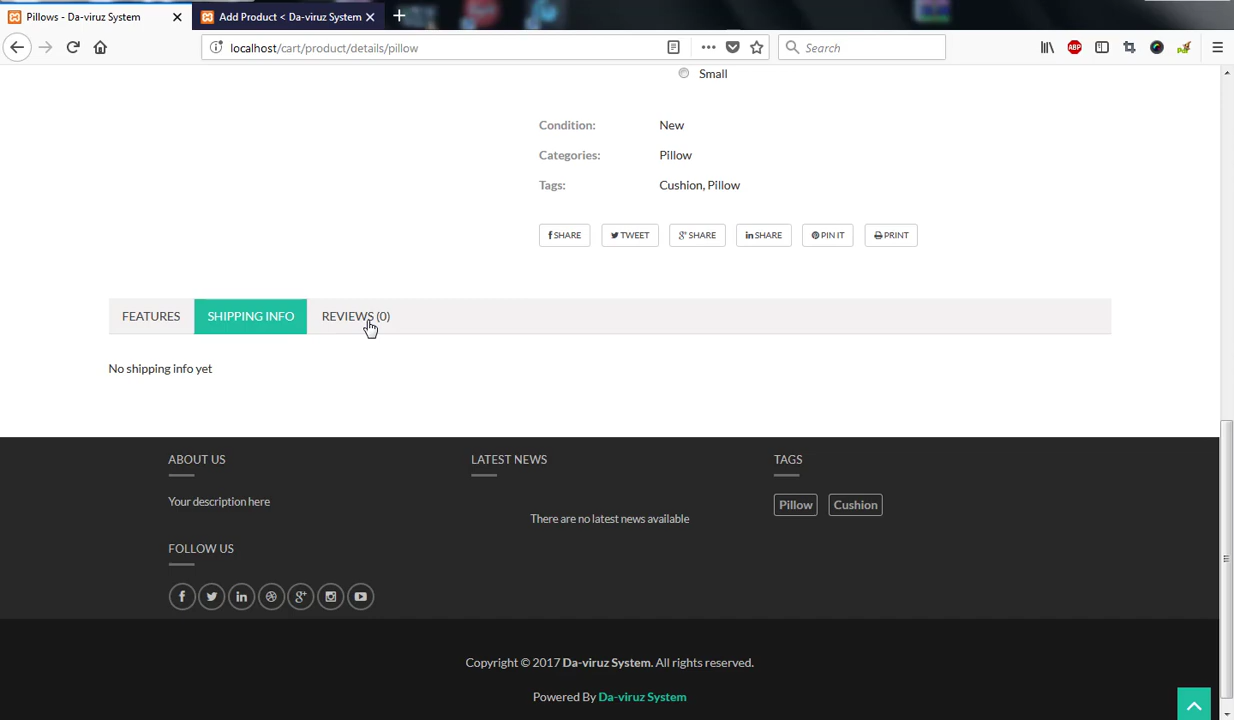 Pillows - Da-viruz System
Add Product < Da-viruz System
localhost/cart/product/details/pillow
Search
ABP
Small
Condition: New
Categories: Pillow
Tags: Cushion, Pillow
SHARE TWEET SHARE SHARE PIN IT PRINT
FEATURES SHIPPING INFO REVIEWS (0)
No shipping info yet
ABOUT US
Your description here
FOLLOW US
LATEST NEWS
There are no latest news available
TAGS
Pillow Cushion
Copyright © 2017 Da-viruz System. All rights reserved.
Powered By Da-viruz System